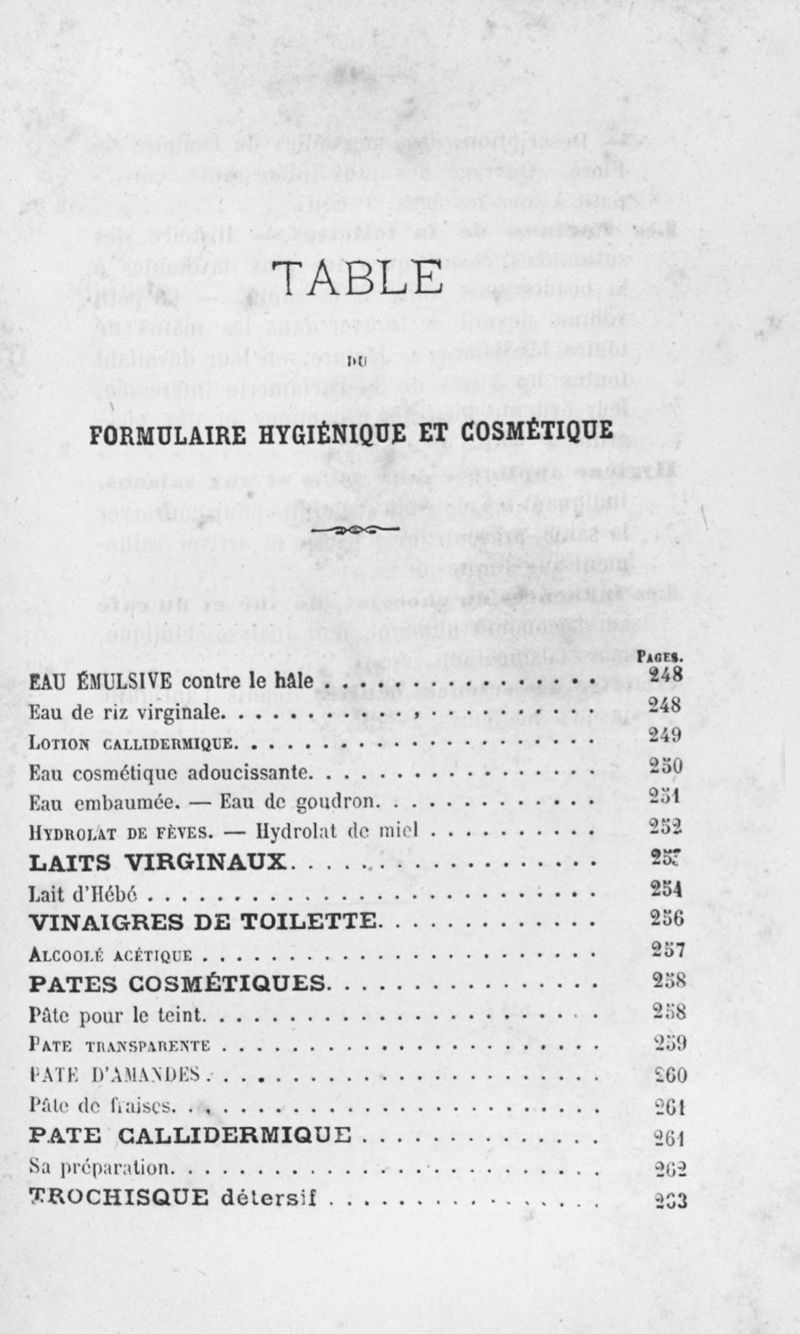 TABLE
DU
FORMULAIRE HYGIÉNIQUE ET COSMÉTIQUE
PAGES.
EAU ÉMULSIVE contre le hâle . . . . . . . . . . . . . . . . 248
Eau de riz virginale. . . . . . . . . . . . . . . . . . . . . . . 248
LOTION CALLIDERMIQUE. . . . . . . . . . . . . . . . . . . . . . 249
Eau cosmétique adoucissante. . . . . . . . . . . . . . . . . . 250
Eau embaumée. — Eau de goudron. . . . . . . . . . . . . . 251
HYDROLAT DE FÈVES. — Hydrolat de miel . . . . . . . . . . 252
LAITS VIRGINAUX. . . . . . . . . . . . . . . . . . .
Lait d'Hébé . . . . . . . . . . . . . . . . . . . . . . . . . . . 254
VINAIGRES DE TOILETTE. . . . . . . . . . . . . . 256
ALCOOLÉ ACÉTIQUE . . . . . . . . . . . . . . . . . . . . . . . . 257
PATES COSMÉTIQUES. . . . . . . . . . . . . . . . . 258
Pâte pour le teint. . . . . . . . . . . . . . . . . . . . . . . . 258
PATE TRANSPARENTE . . . . . . . . . . . . . . . . . . . . . . . 259
PATE D'AMANDES . . . . . . . . . . . . . . . . . . . . . . . . 260
Pâte de fraises. . . . . . . . . . . . . . . . . . . . . . . . . . 261
PATE CALLIDERMIQUE . . . . . . . . . . . . . . . 261
Sa préparation. . . . . . . . . . . . . . . . . . . . . . . . . . 262
TROCHISQUE détersif . . . . . . . . . . . . . . . . . 263